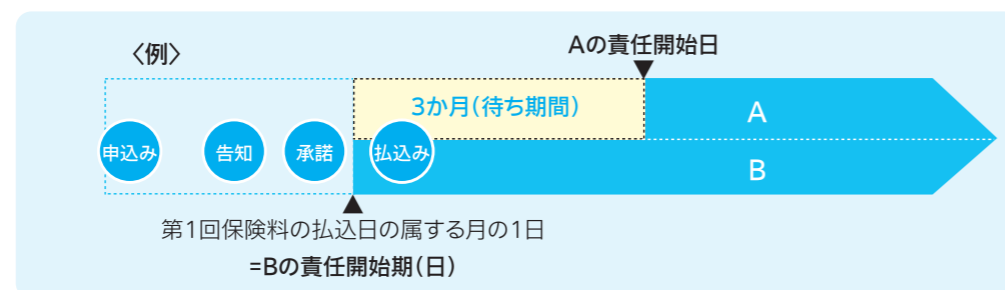 〈例〉
Aの責任開始日
3か月(待ち期間)
A
申込み
告知
承諾
払込み
B
第1回保険料の払込日の属する月の1日
=Bの責任開始期(日)